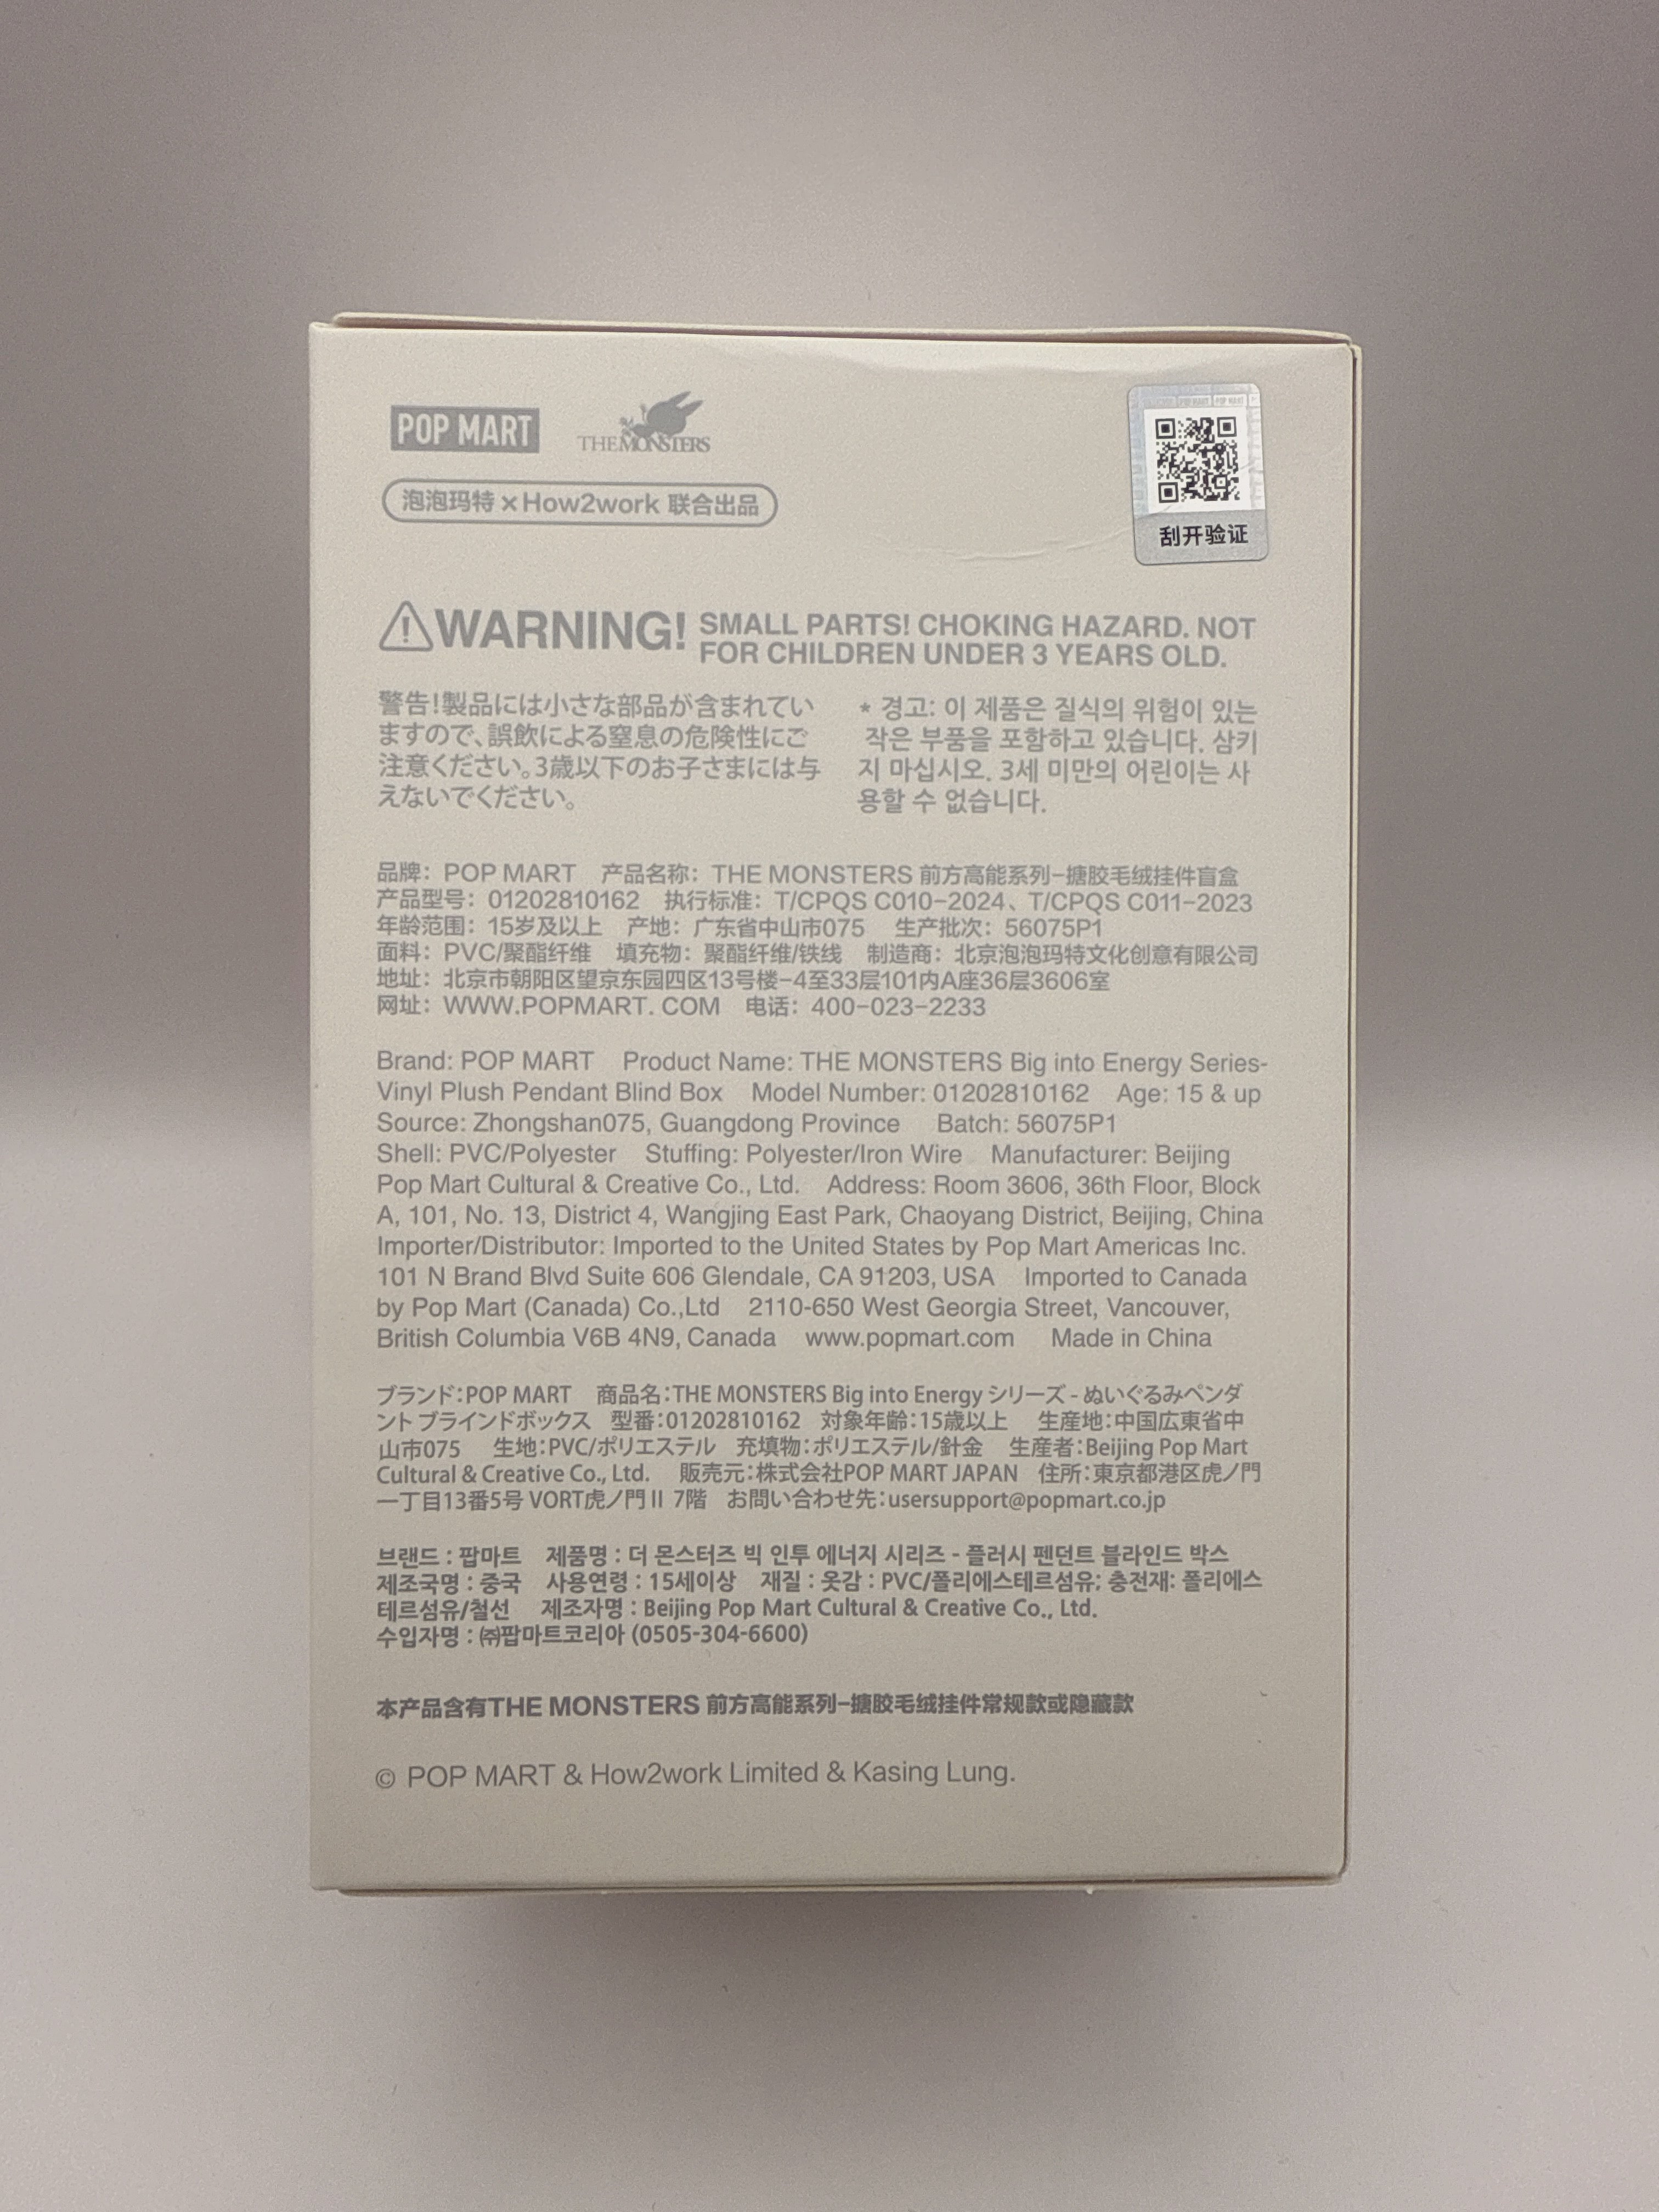 POP MART
THE MONSTERS
泡泡玛特 × How2work 联合出品
POP MART POP MART
刮开验证
WARNING! SMALL PARTS! CHOKING HAZARD. NOT
FOR CHILDREN UNDER 3 YEARS OLD.
警告!製品には小さな部品が含まれてい
ますので、誤飲による窒息の危険性にご
注意ください。3歳以下のお子さまには与
えないでください。
* 경고: 이 제품은 질식의 위험이 있는
작은 부품을 포함하고 있습니다. 삼키
지 마십시오. 3세 미만의 어린이는 사
용할 수 없습니다.
品牌: POP MART 产品名称: THE MONSTERS 前方高能系列-搪胶毛绒挂件盲盒
产品型号: 01202810162 执行标准: T/CPQS C010-2024、T/CPQS C011-2023
年龄范围: 15岁及以上 产地: 广东省中山市075 生产批次: 56075P1
面料: PVC/聚酯纤维 填充物: 聚酯纤维/铁线 制造商: 北京泡泡玛特文化创意有限公司
地址: 北京市朝阳区望京东园四区13号楼-4至33层101内A座36层3606室
网址: WWW.POPMART. COM 电话: 400-023-2233
Brand: POP MART Product Name: THE MONSTERS Big into Energy Series-
Vinyl Plush Pendant Blind Box Model Number: 01202810162 Age: 15 & up
Source: Zhongshan075, Guangdong Province Batch: 56075P1
Shell: PVC/Polyester Stuffing: Polyester/Iron Wire Manufacturer: Beijing
Pop Mart Cultural & Creative Co., Ltd. Address: Room 3606, 36th Floor, Block
A, 101, No. 13, District 4, Wangjing East Park, Chaoyang District, Beijing, China
Importer/Distributor: Imported to the United States by Pop Mart Americas Inc.
101 N Brand Blvd Suite 606 Glendale, CA 91203, USA Imported to Canada
by Pop Mart (Canada) Co.,Ltd 2110-650 West Georgia Street, Vancouver,
British Columbia V6B 4N9, Canada www.popmart.com Made in China
ブランド:POP MART 商品名:THE MONSTERS Big into Energy シリーズ - ぬいぐるみペンダ
ント ブラインドボックス 型番:01202810162 対象年齢:15歳以上 生産地:中国広東省中
山市075 生地:PVC/ポリエステル 充填物:ポリエステル/針金 生産者:Beijing Pop Mart
Cultural & Creative Co., Ltd. 販売元:株式会社POP MART JAPAN 住所:東京都港区虎ノ門
一丁目13番5号 VORT虎ノ門Ⅱ 7階 お問い合わせ先:usersupport@popmart.co.jp
브랜드 : 팝마트 제품명 : 더 몬스터즈 빅 인투 에너지 시리즈 - 플러시 펜던트 블라인드 박스
제조국명 : 중국 사용연령 : 15세이상 재질 : 옷감 : PVC/폴리에스테르섬유; 충전재: 폴리에스
테르섬유/철선 제조자명 : Beijing Pop Mart Cultural & Creative Co., Ltd.
수입자명 : ㈜팝마트코리아 (0505-304-6600)
本产品含有THE MONSTERS 前方高能系列-搪胶毛绒挂件常规款或隐藏款
© POP MART & How2work Limited & Kasing Lung.